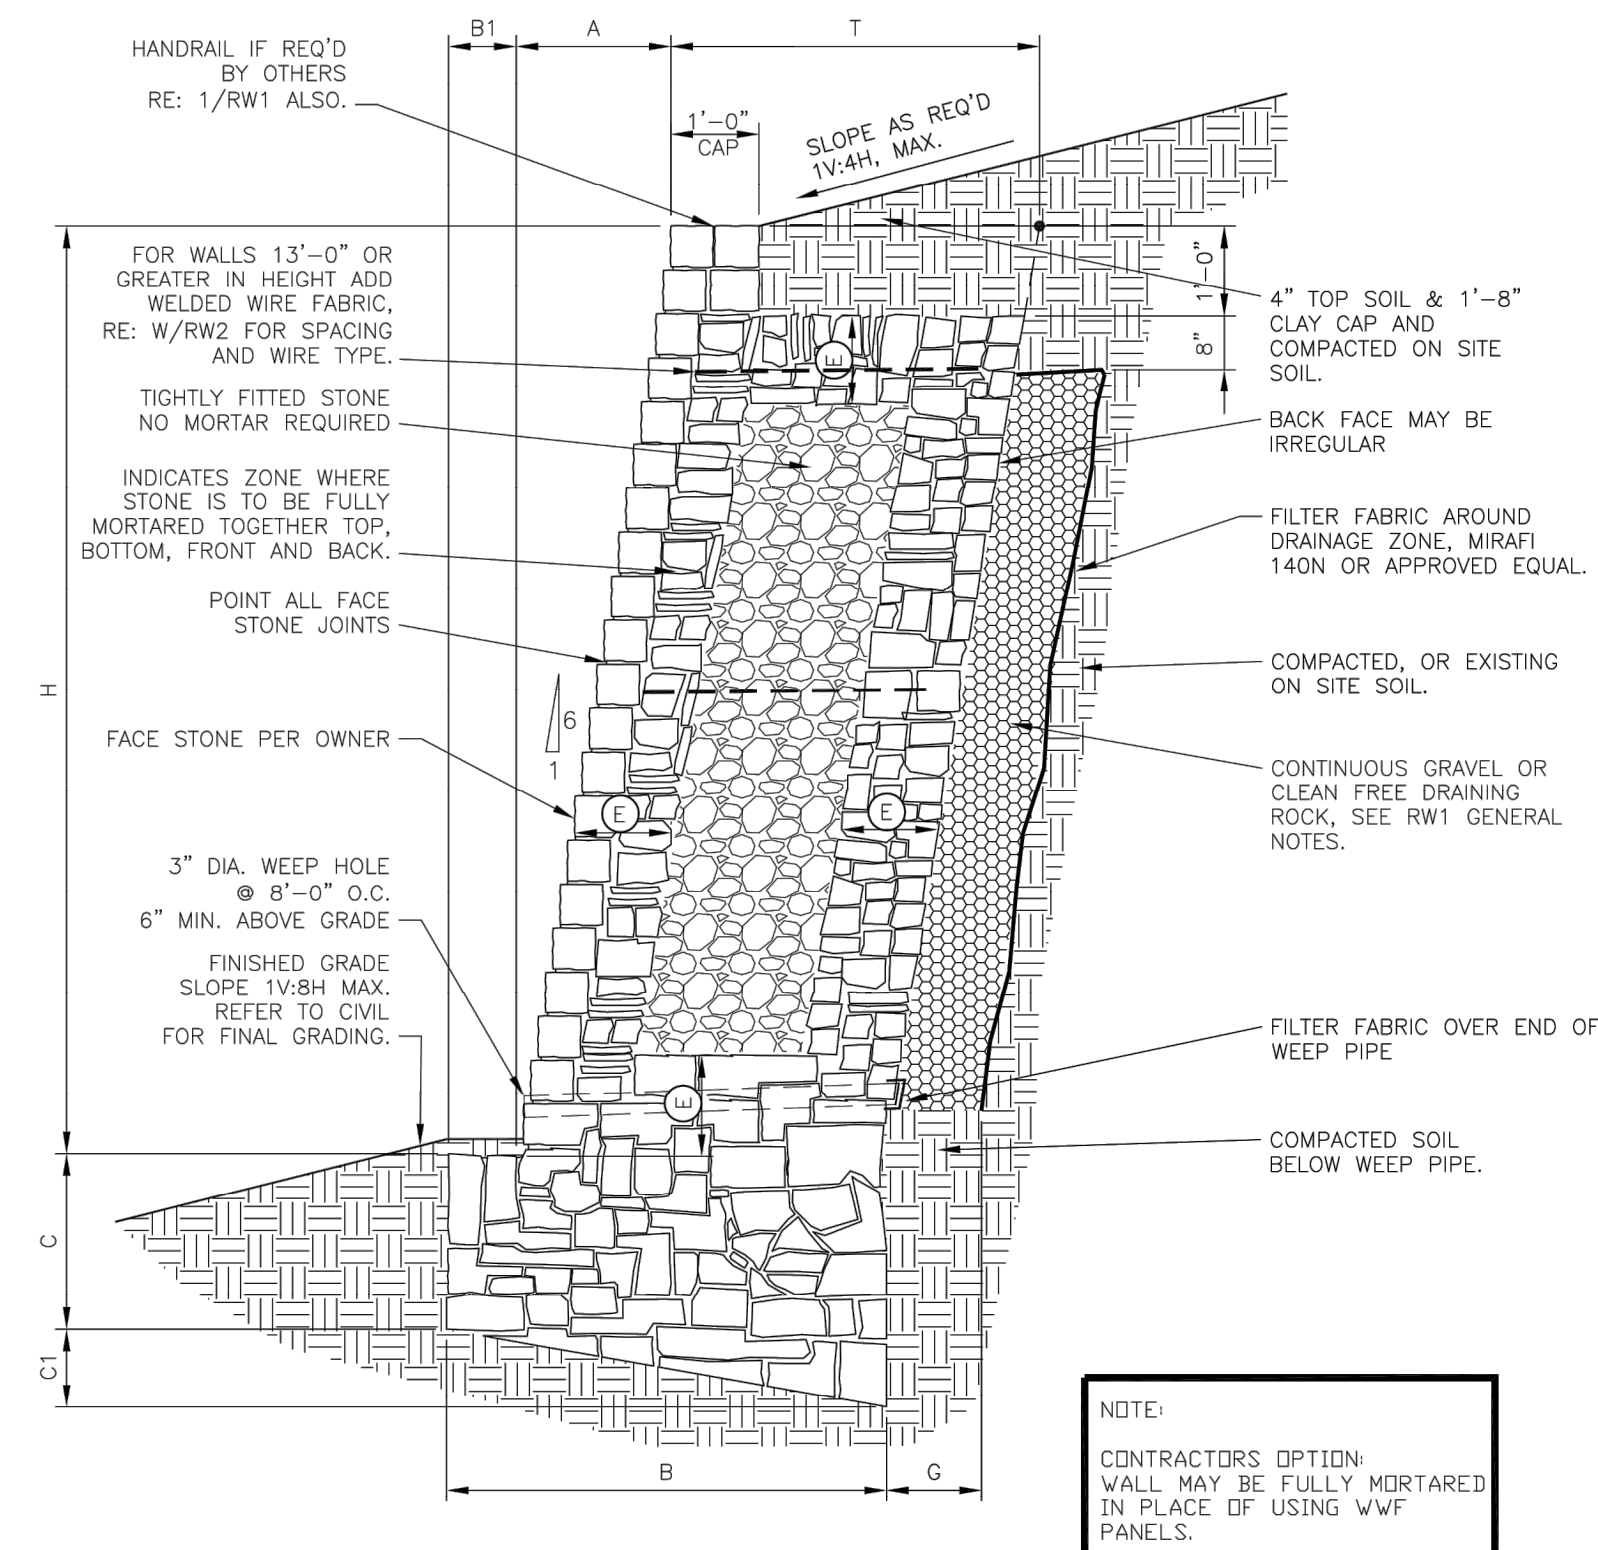 B1
A
T
HANDRAIL IF REQ'D
BY OTHERS
RE: 1/RW1 ALSO.
1'-0"
CAP
SLOPE AS REQ'D
1V:4H, MAX.
FOR WALLS 13'-0" OR
GREATER IN HEIGHT ADD
WELDED WIRE FABRIC,
RE: W/RW2 FOR SPACING
AND WIRE TYPE.
TIGHTLY FITTED STONE
NO MORTAR REQUIRED
INDICATES ZONE WHERE
STONE IS TO BE FULLY
MORTARED TOGETHER TOP,
BOTTOM, FRONT AND BACK.
POINT ALL FACE
STONE JOINTS
H
6
1
FACE STONE PER OWNER
3" DIA. WEEP HOLE
@ 8'-0" O.C.
6" MIN. ABOVE GRADE
FINISHED GRADE
SLOPE 1V:8H MAX.
REFER TO CIVIL
FOR FINAL GRADING.
E
E
E
E
1'-0"
8"
4" TOP SOIL & 1'-8"
CLAY CAP AND
COMPACTED ON SITE
SOIL.
BACK FACE MAY BE
IRREGULAR
FILTER FABRIC AROUND
DRAINAGE ZONE, MIRAFI
140N OR APPROVED EQUAL.
COMPACTED, OR EXISTING
ON SITE SOIL.
CONTINUOUS GRAVEL OR
CLEAN FREE DRAINING
ROCK, SEE RW1 GENERAL
NOTES.
FILTER FABRIC OVER END OF
WEEP PIPE
COMPACTED SOIL
BELOW WEEP PIPE.
C
C1
B
G
NOTE:
CONTRACTORS OPTION:
WALL MAY BE FULLY MORTARED
IN PLACE OF USING WWF
PANELS.